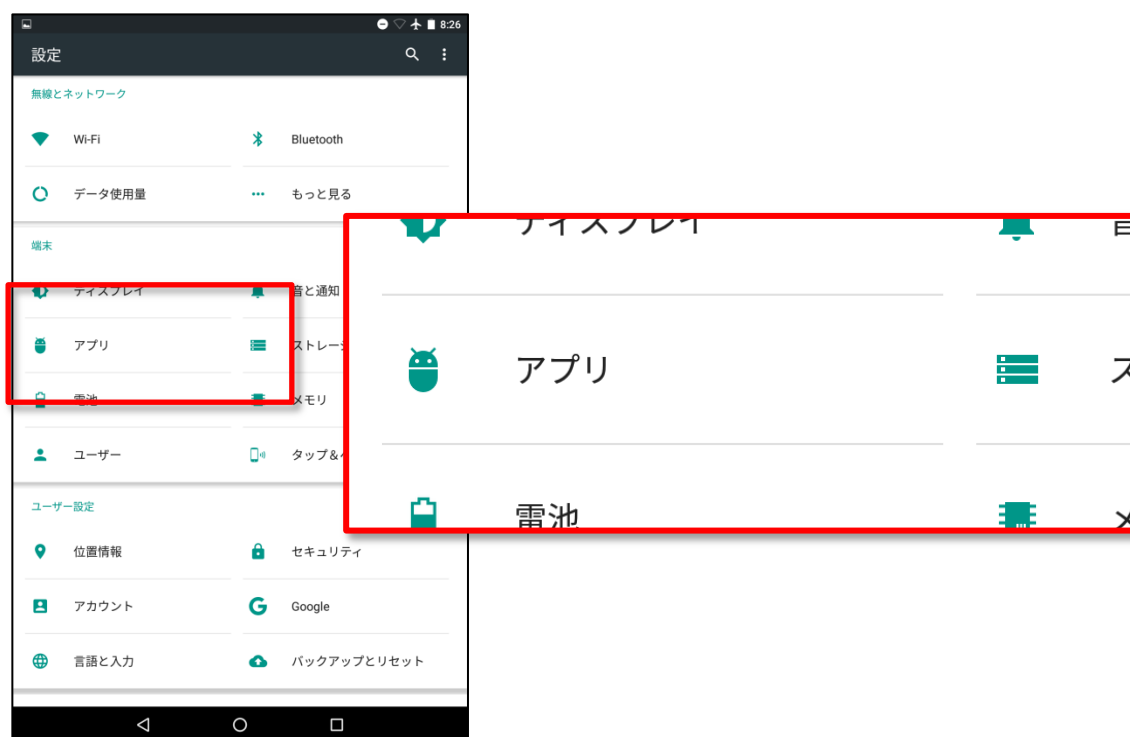 8:26
設定
無線とネットワーク
Wi-Fi
Bluetooth
データ使用量
もっと見る
端末
ディスプレイ
音と通知
アプリ
電池
メモリ
ユーザー
ユーザー設定
位置情報
セキュリティ
アカウント
Google
言語と入力
バックアップとリセット
ディスプレイ
アプリ
電池